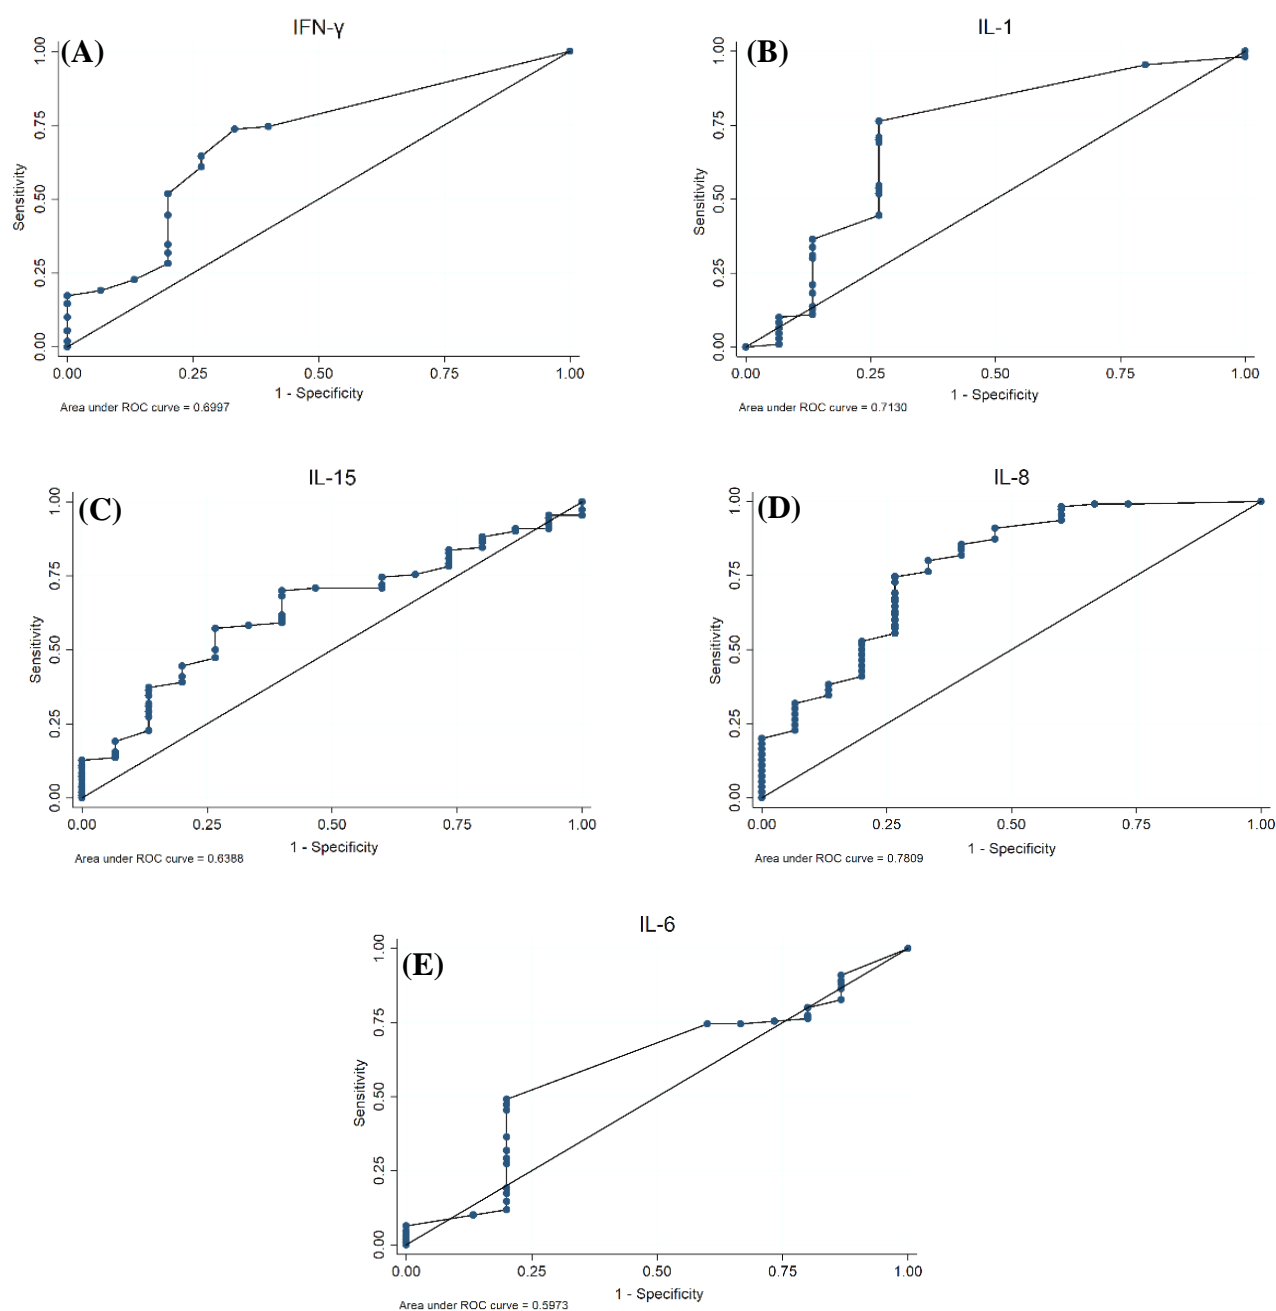 IFN-γ
(A)
1.00
0.75
0.50
0.25
0.00
Sensitivity
0.00 0.25 0.50 0.75 1.00
1 - Specificity
Area under ROC curve = 0.6997
IL-1
(B)
1.00
0.75
0.50
0.25
0.00
Sensitivity
0.00 0.25 0.50 0.75 1.00
1 - Specificity
Area under ROC curve = 0.7130
IL-15
(C)
1.00
0.75
0.50
0.25
0.00
Sensitivity
0.00 0.25 0.50 0.75 1.00
1 - Specificity
Area under ROC curve = 0.6388
IL-8
(D)
1.00
0.75
0.50
0.25
0.00
Sensitivity
0.00 0.25 0.50 0.75 1.00
1 - Specificity
Area under ROC curve = 0.7809
IL-6
(E)
1.00
0.75
0.50
0.25
0.00
Sensitivity
0.00 0.25 0.50 0.75 1.00
1 - Specificity
Area under ROC curve = 0.5973